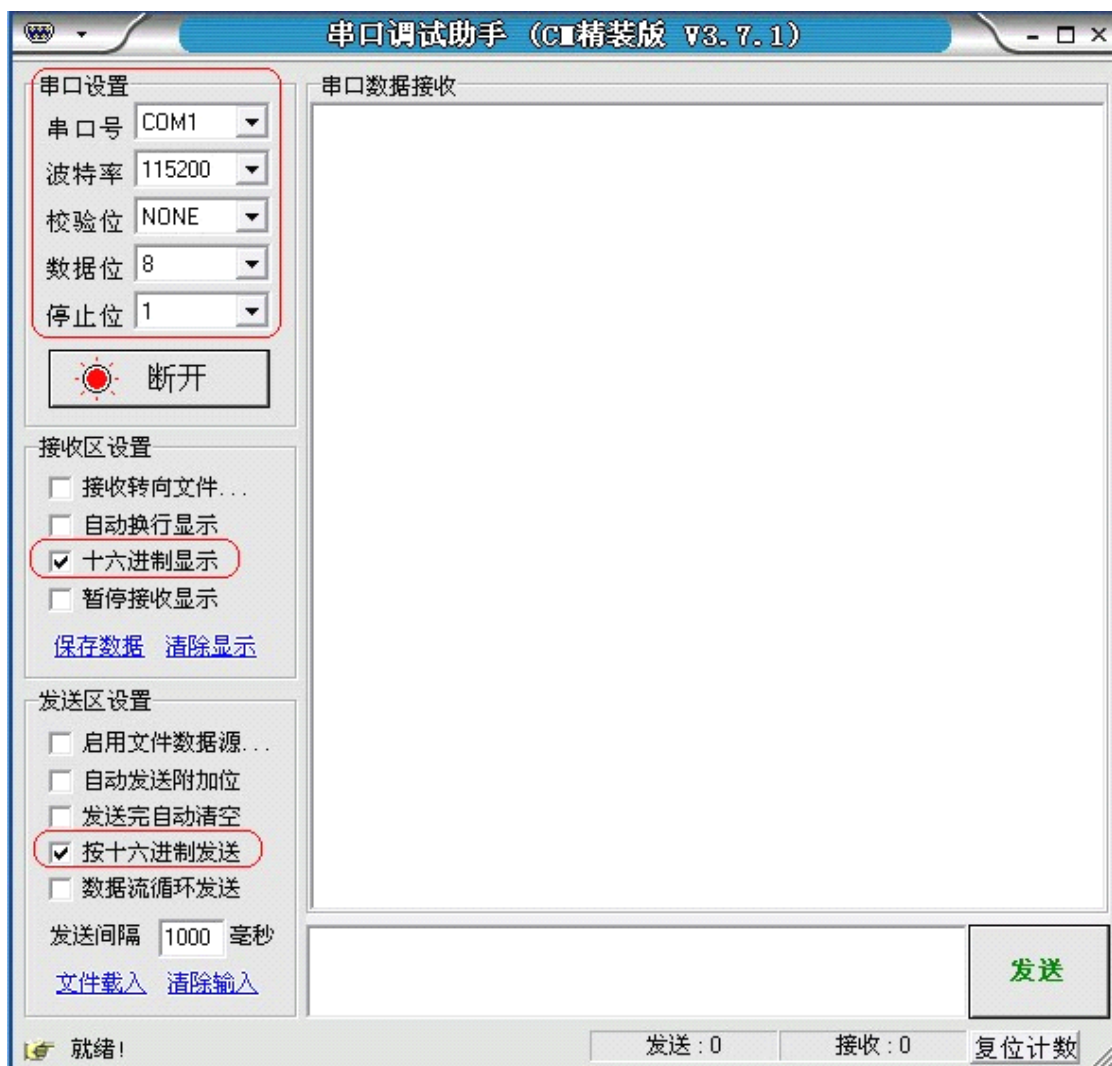 串口调试助手 (CM精装版 V3.7.1)
串口设置
串口号 COM1
波特率 115200
校验位 NONE
数据位 8
停止位 1
断开
接收区设置
接收转向文件...
自动换行显示
十六进制显示
暂停接收显示
保存数据 清除显示
发送区设置
启用文件数据源...
自动发送附加位
发送完自动清空
按十六进制发送
数据流循环发送
发送间隔 1000 毫秒
文件载入 清除输入
串口数据接收
发送
就绪!
发送:0
接收:0
复位计数